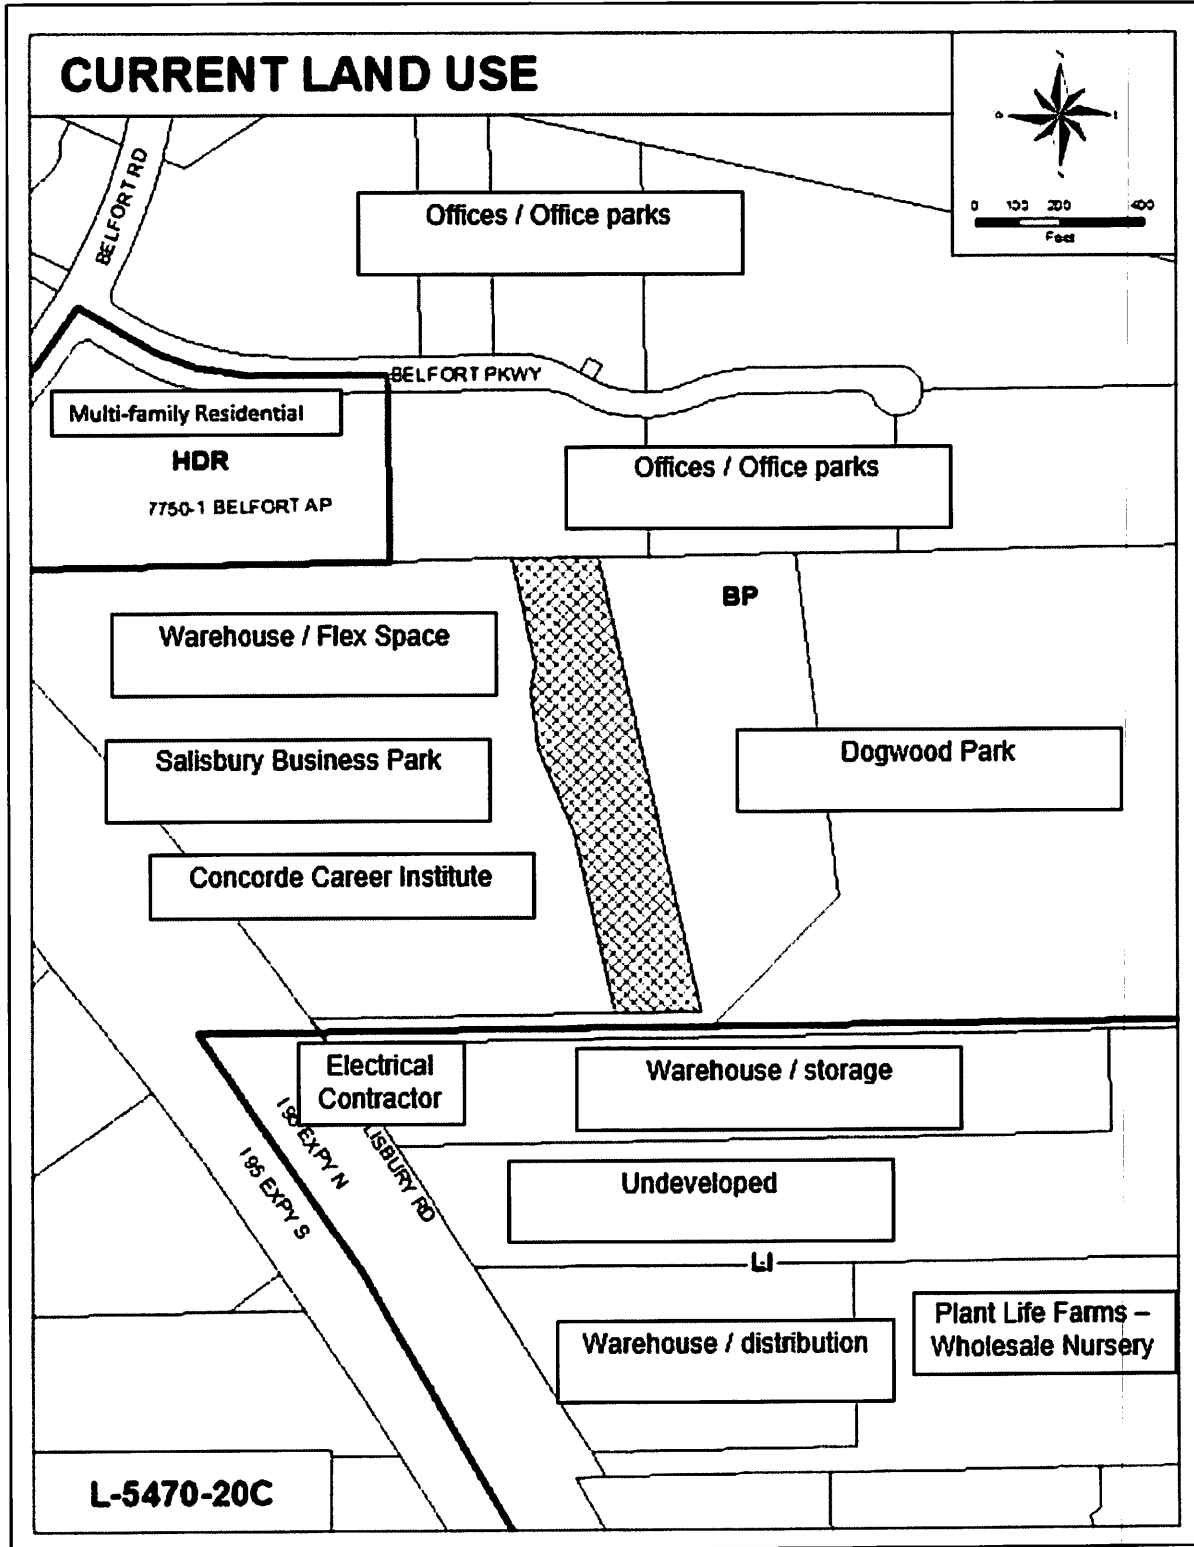 CURRENT LAND USE
0 100 200 400
Feet
BELFORT RD
Offices / Office parks
BELFORT PKWY
Multi-family Residential
HDR
7750-1 BELFORT AP
Offices / Office parks
BP
Warehouse / Flex Space
Salisbury Business Park
Dogwood Park
Concorde Career Institute
Electrical
Contractor
Warehouse / storage
I 95 EXPY N
LISBURY RD
I 95 EXPY S
Undeveloped
LI
Plant Life Farms –
Wholesale Nursery
Warehouse / distribution
L-5470-20C